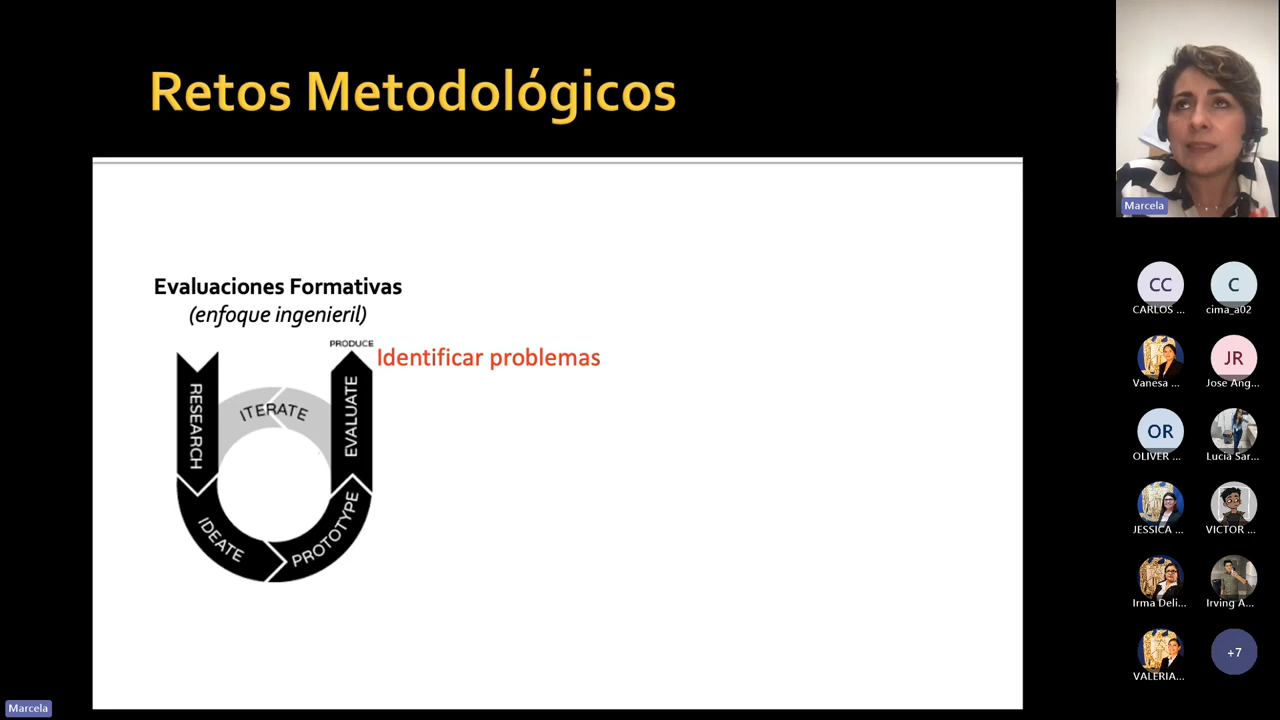 Retos Metodológicos
Evaluaciones Formativas
(enfoque ingenieril)
PRODUCE
Identificar problemas
RESEARCH
ITERATE
EVALUATE
IDEATE
PROTOTYPE
Marcela
CC
C
CARLOS ...
cima_a02
JR
Vanesa ...
Jose Ang...
OR
OLIVER ...
Lucia Sar...
JESSICA ...
VICTOR ...
Irma Deli...
Irving A...
+7
VALERIA...
Marcela